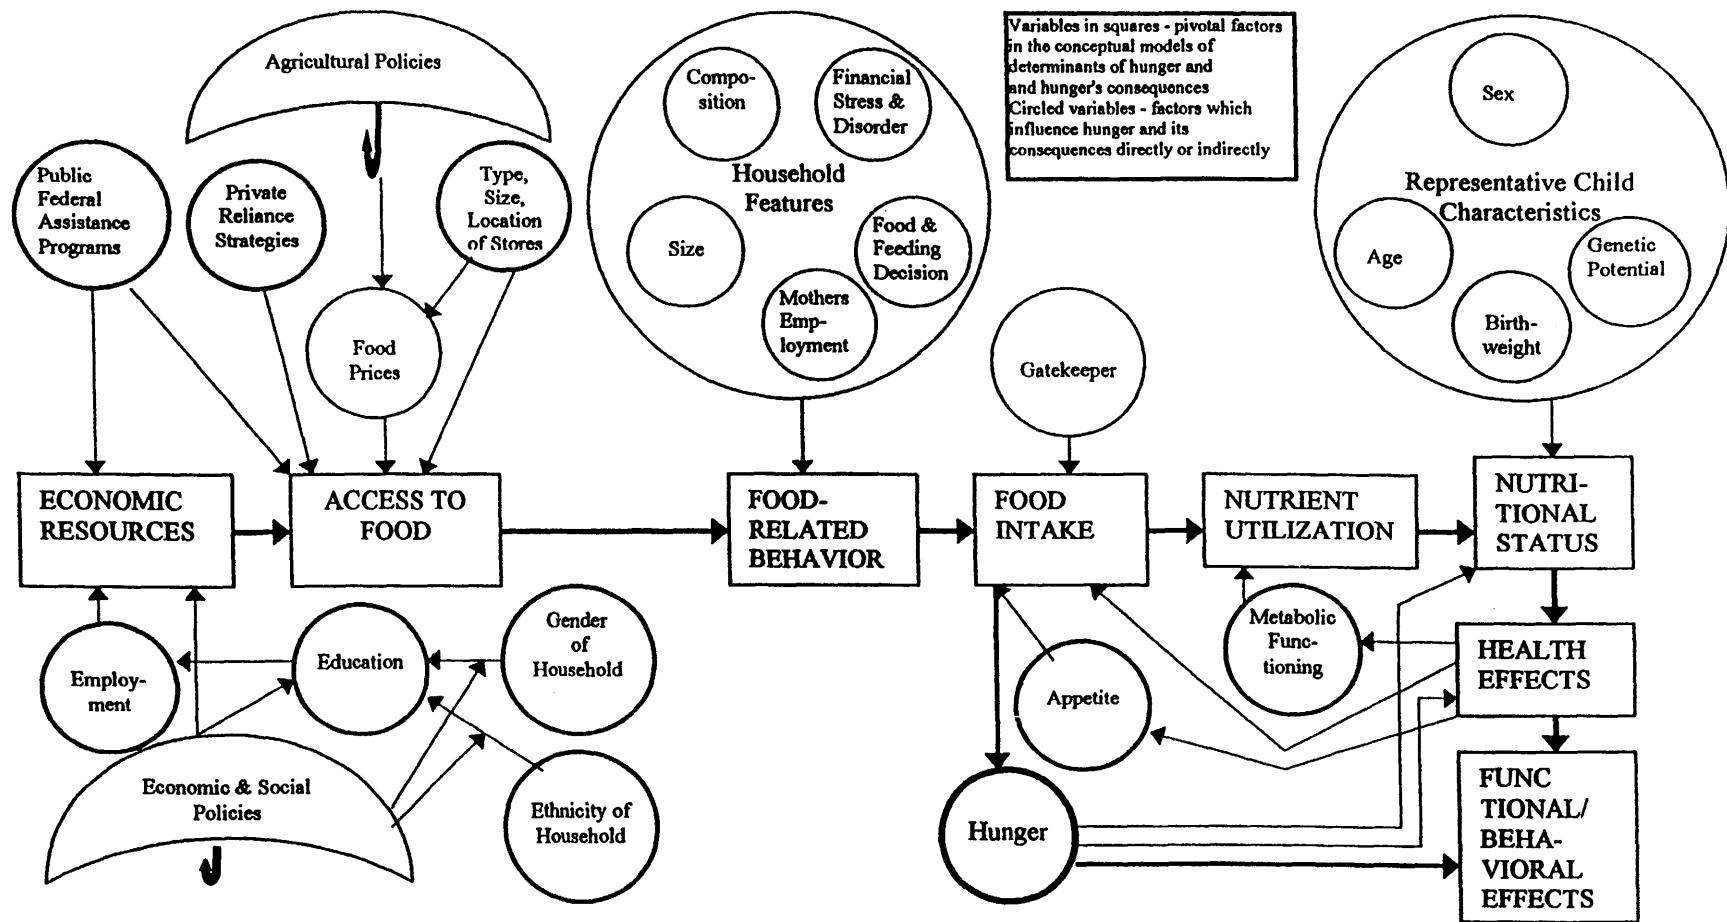 Agricultural Policies
Public
Federal
Assistance
Programs
Private
Reliance
Strategies
Type,
Size,
Location
of Stores
Food
Prices
Compo-
sition
Financial
Stress &
Disorder
Household
Features
Size
Food &
Feeding
Decision
Mothers
Emp-
loyment
Variables in squares - pivotal factors
in the conceptual models of
determinants of hunger and
and hunger's consequences
Circled variables - factors which
influence hunger and its
consequences directly or indirectly
Gatekeeper
Sex
Representative Child
Characteristics
Age
Genetic
Potential
Birth-
weight
ECONOMIC
RESOURCES
ACCESS TO
FOOD
FOOD-
RELATED
BEHAVIOR
FOOD
INTAKE
NUTRIENT
UTILIZATION
NUTRI-
TIONAL
STATUS
Employ-
ment
Education
Gender
of
Household
Economic & Social
Policies
Ethnicity of
Household
Appetite
Metabolic
Func-
tioning
Hunger
HEALTH
EFFECTS
FUNC
TIONAL/
BEHA-
VIORAL
EFFECTS